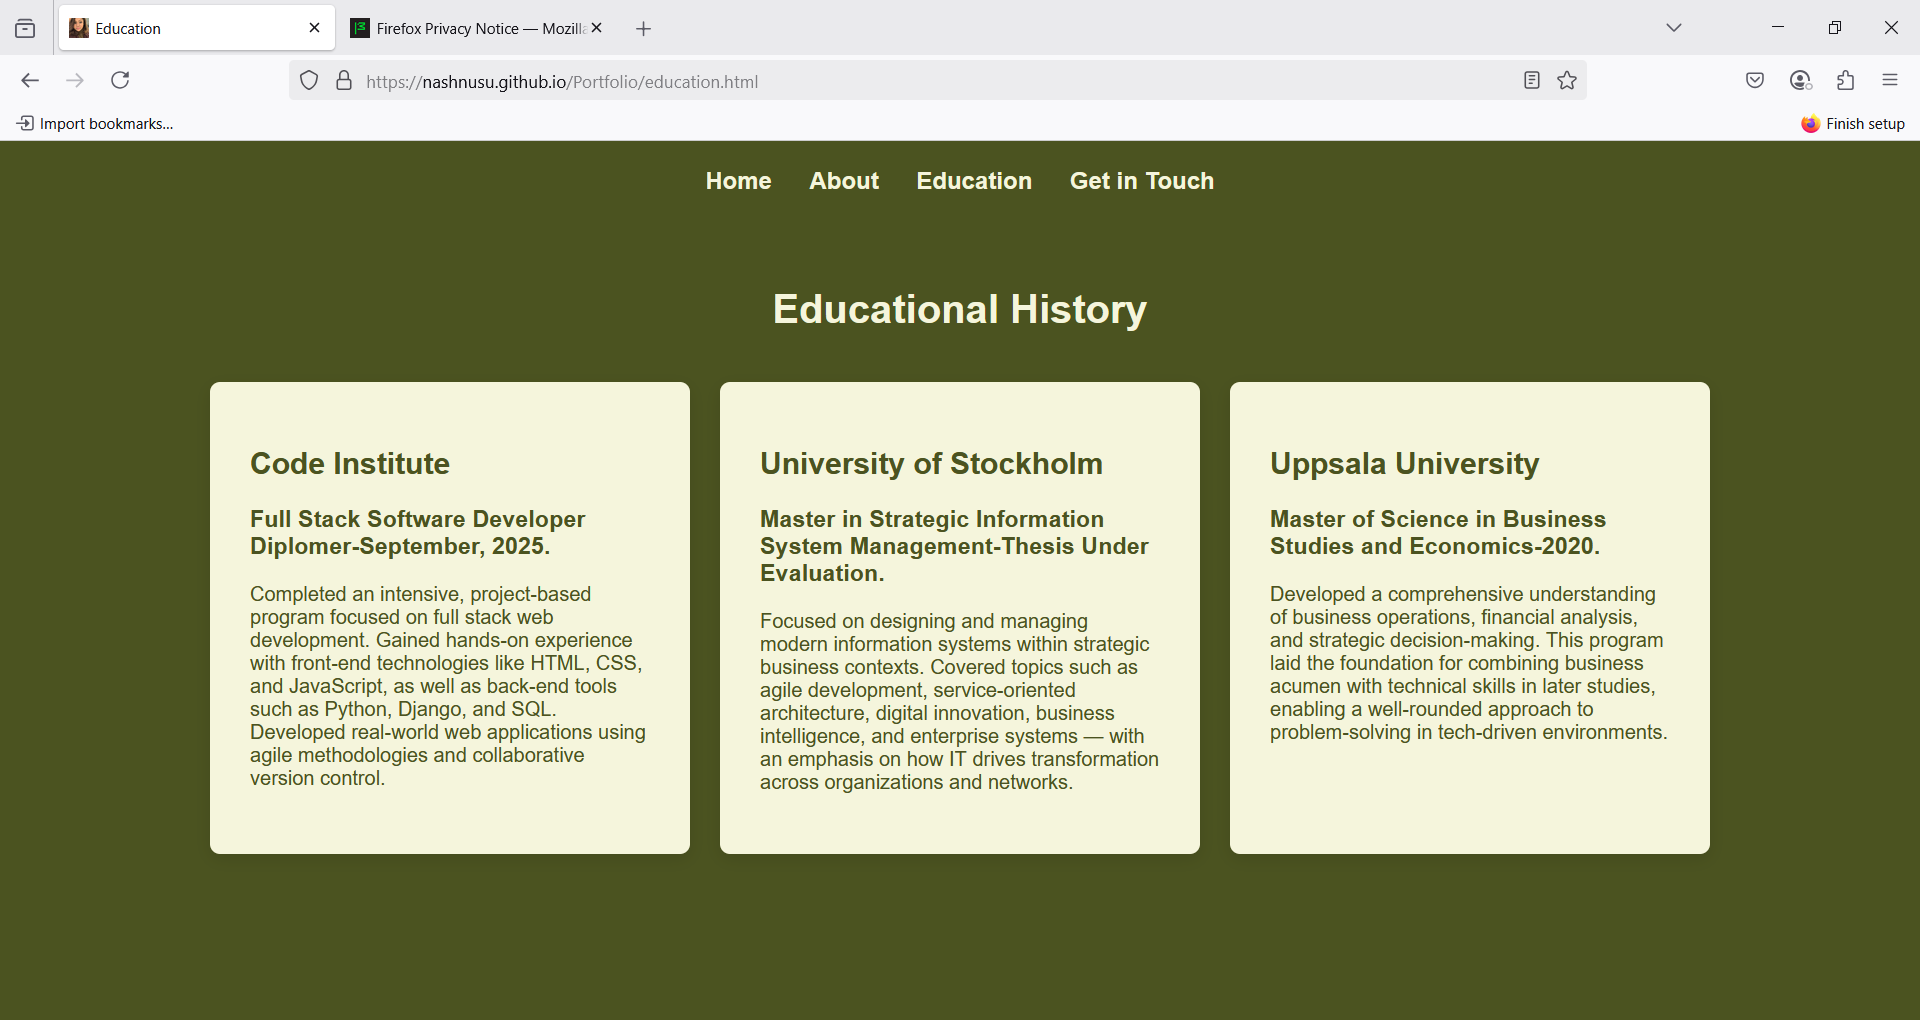 Education
Firefox Privacy Notice — Mozill
https://nashnusu.github.io/Portfolio/education.html
Import bookmarks...
Finish setup
Home About Education Get in Touch
Educational History
Code Institute
Full Stack Software Developer
Diplomer-September, 2025.
Completed an intensive, project-based
program focused on full stack web
development. Gained hands-on experience
with front-end technologies like HTML, CSS,
and JavaScript, as well as back-end tools
such as Python, Django, and SQL.
Developed real-world web applications using
agile methodologies and collaborative
version control.
University of Stockholm
Master in Strategic Information
System Management-Thesis Under
Evaluation.
Focused on designing and managing
modern information systems within strategic
business contexts. Covered topics such as
agile development, service-oriented
architecture, digital innovation, business
intelligence, and enterprise systems — with
an emphasis on how IT drives transformation
across organizations and networks.
Uppsala University
Master of Science in Business
Studies and Economics-2020.
Developed a comprehensive understanding
of business operations, financial analysis,
and strategic decision-making. This program
laid the foundation for combining business
acumen with technical skills in later studies,
enabling a well-rounded approach to
problem-solving in tech-driven environments.